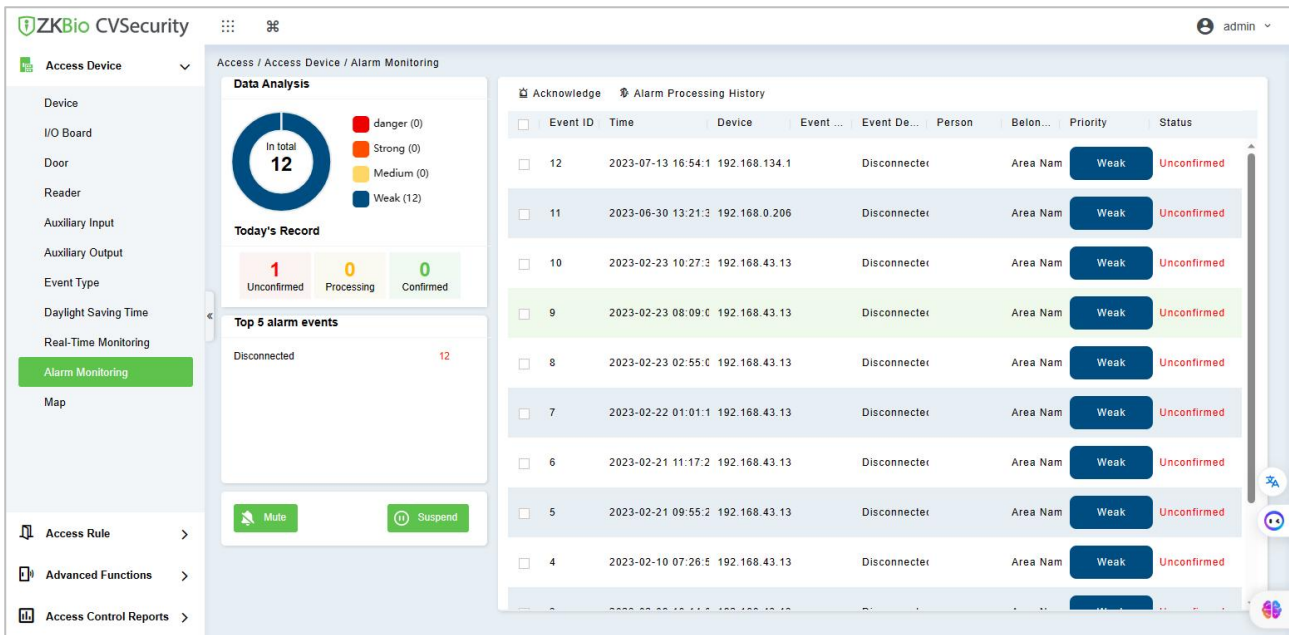 ZKBio CVSecurity
admin
Access Device
Device
I/O Board
Door
Reader
Auxiliary Input
Auxiliary Output
Event Type
Daylight Saving Time
Real-Time Monitoring
Alarm Monitoring
Map
Access Rule
Advanced Functions
Access Control Reports
Access / Access Device / Alarm Monitoring
Data Analysis
In total
12
danger (0)
Strong (0)
Medium (0)
Weak (12)
Today's Record
1 0 0
Unconfirmed Processing Confirmed
Top 5 alarm events
Disconnected 12
Mute Suspend
Acknowledge Alarm Processing History
Event ID Time Device Event ... Event De... Person Belon... Priority Status
12 2023-07-13 16:54:1 192.168.134.1 Disconnected Area Nam Weak Unconfirmed
11 2023-06-30 13:21:3 192.168.0.206 Disconnected Area Nam Weak Unconfirmed
10 2023-02-23 10:27:3 192.168.43.13 Disconnected Area Nam Weak Unconfirmed
9 2023-02-23 08:09:0 192.168.43.13 Disconnected Area Nam Weak Unconfirmed
8 2023-02-23 02:55:0 192.168.43.13 Disconnected Area Nam Weak Unconfirmed
7 2023-02-22 01:01:1 192.168.43.13 Disconnected Area Nam Weak Unconfirmed
6 2023-02-21 11:17:2 192.168.43.13 Disconnected Area Nam Weak Unconfirmed
5 2023-02-21 09:55:2 192.168.43.13 Disconnected Area Nam Weak Unconfirmed
4 2023-02-10 07:26:5 192.168.43.13 Disconnected Area Nam Weak Unconfirmed